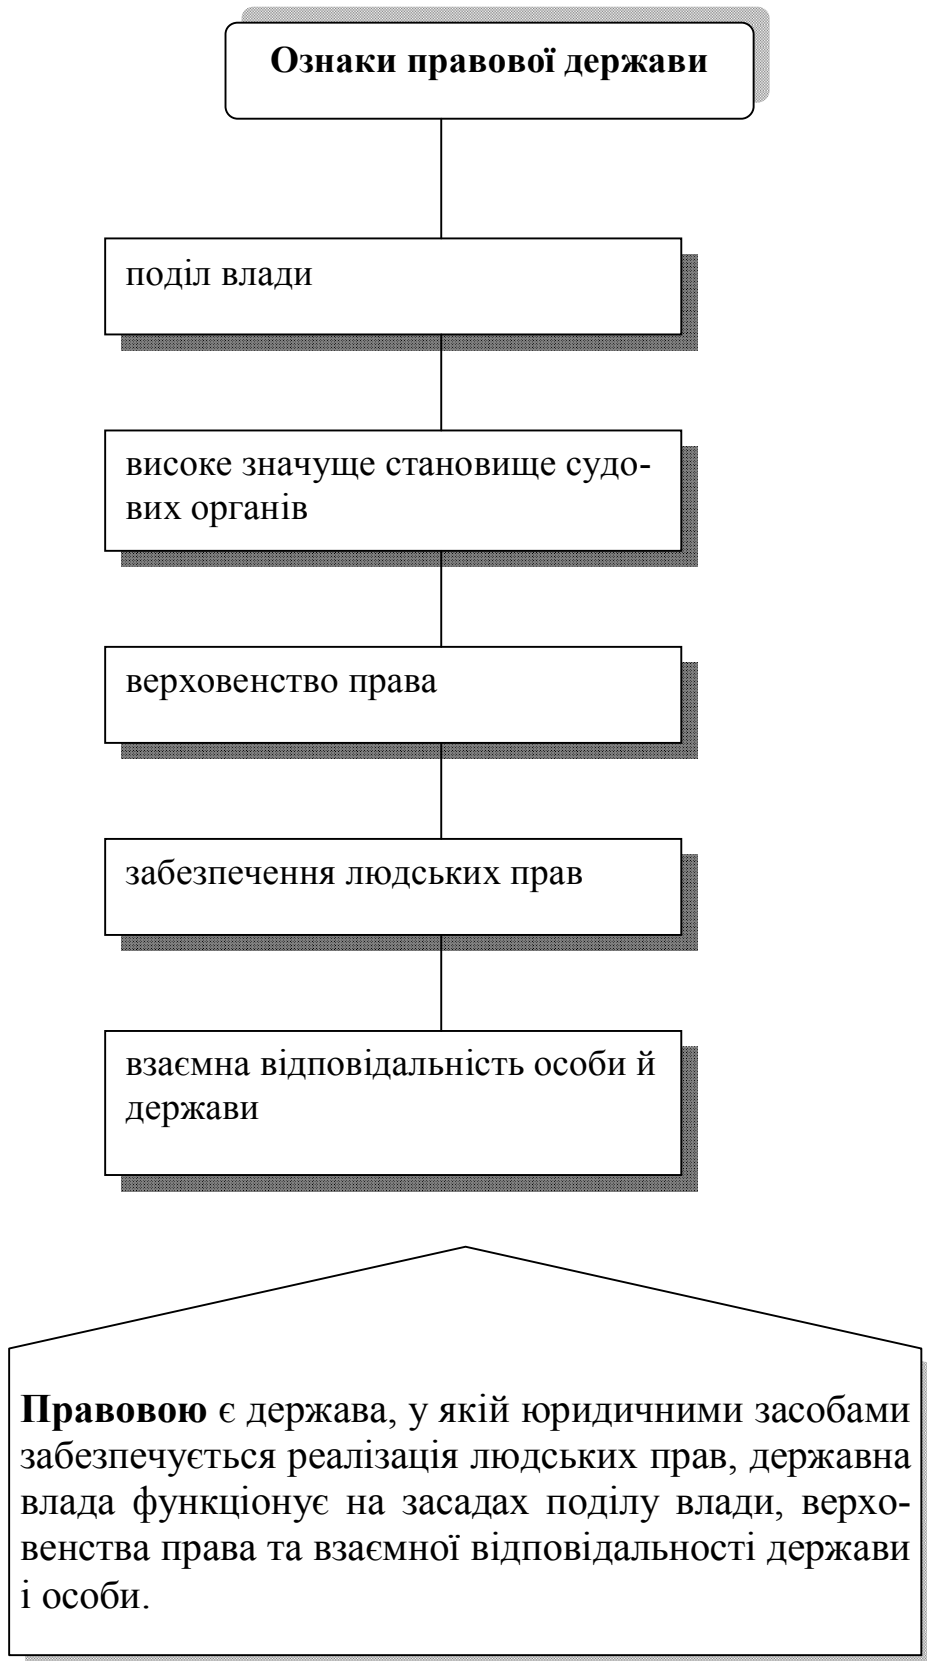 Ознаки правової держави
поділ влади
високе значуще становище судо-
вих органів
верховенство права
забезпечення людських прав
взаємна відповідальність особи й
держави
Правовою є держава, у якій юридичними засобами
забезпечується реалізація людських прав, державна
влада функціонує на засадах поділу влади, верхо-
венства права та взаємної відповідальності держави
і особи.